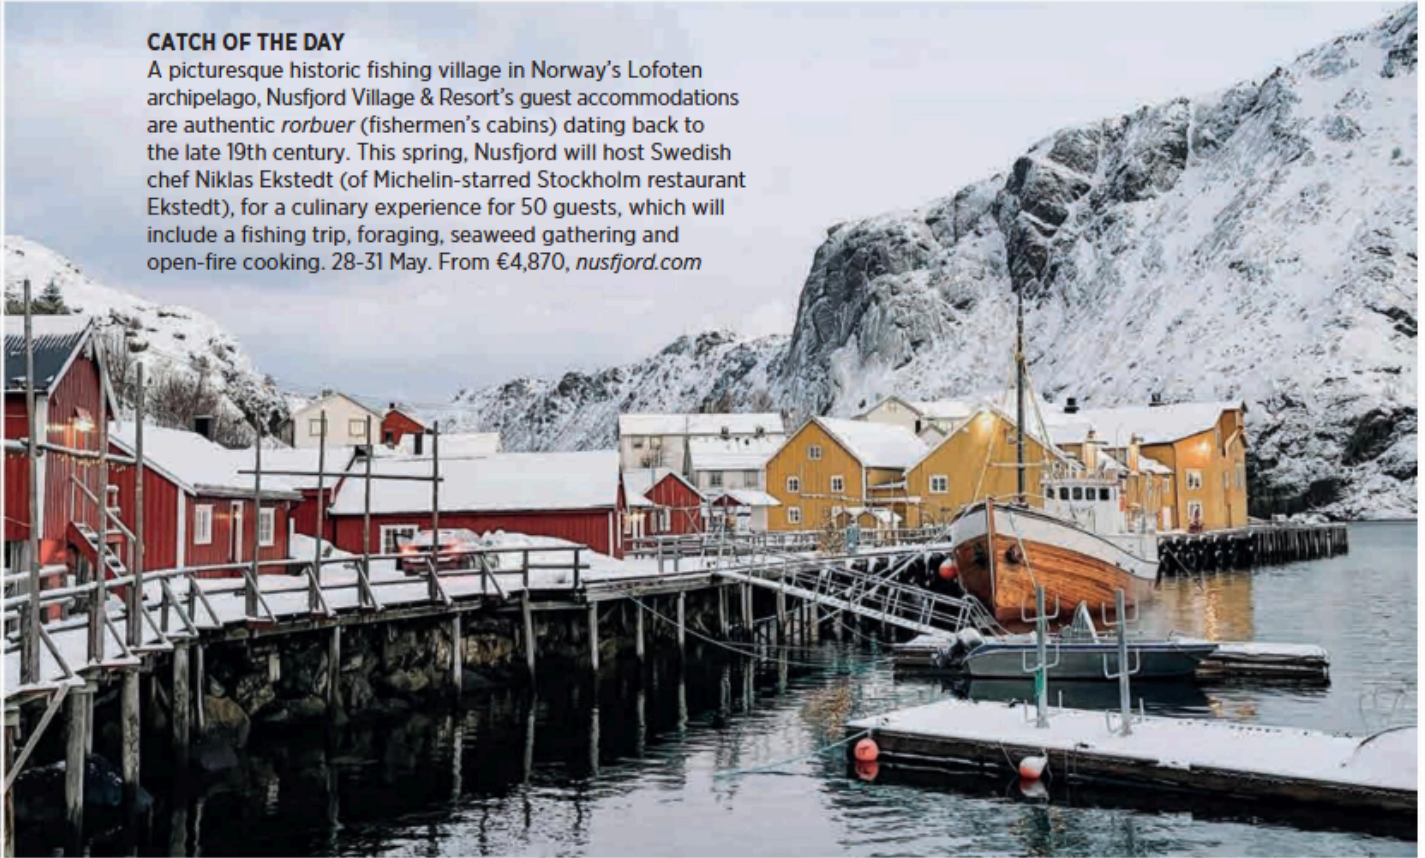 CATCH OF THE DAY
A picturesque historic fishing village in Norway's Lofoten
archipelago, Nusfjord Village & Resort's guest accommodations
are authentic rorbuer (fishermen's cabins) dating back to
the late 19th century. This spring, Nusfjord will host Swedish
chef Niklas Ekstedt (of Michelin-starred Stockholm restaurant
Ekstedt), for a culinary experience for 50 guests, which will
include a fishing trip, foraging, seaweed gathering and
open-fire cooking. 28-31 May. From €4,870, nusfjord.com